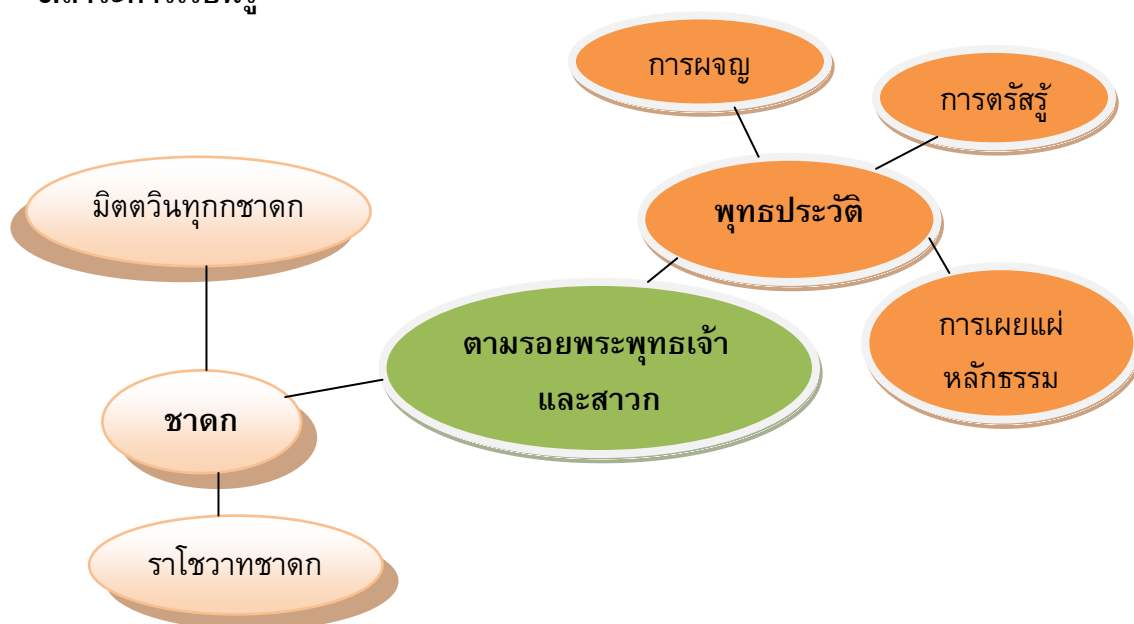 การผจญ
การตรัสรู้
มิตตวินทุกกชาดก
พุทธประวัติ
ตามรอยพระพุทธเจ้า
และสาวก
การเผยแผ่
หลักธรรม
ชาดก
ราโชวาทชาดก